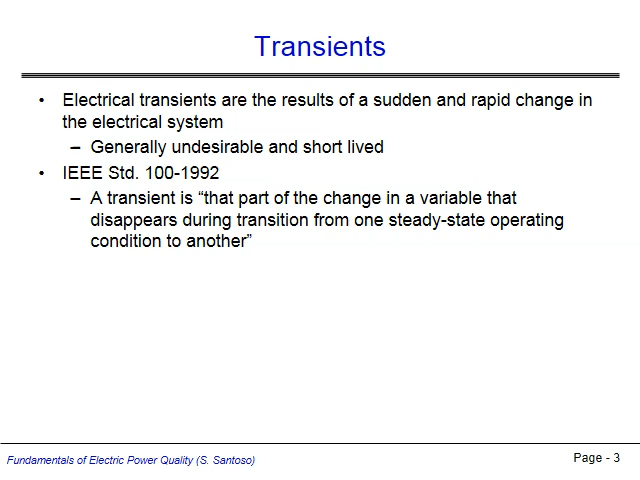 Transients
• Electrical transients are the results of a sudden and rapid change in
the electrical system
– Generally undesirable and short lived
• IEEE Std. 100-1992
– A transient is “that part of the change in a variable that
disappears during transition from one steady-state operating
condition to another”
Fundamentals of Electric Power Quality (S. Santoso)
Page - 3